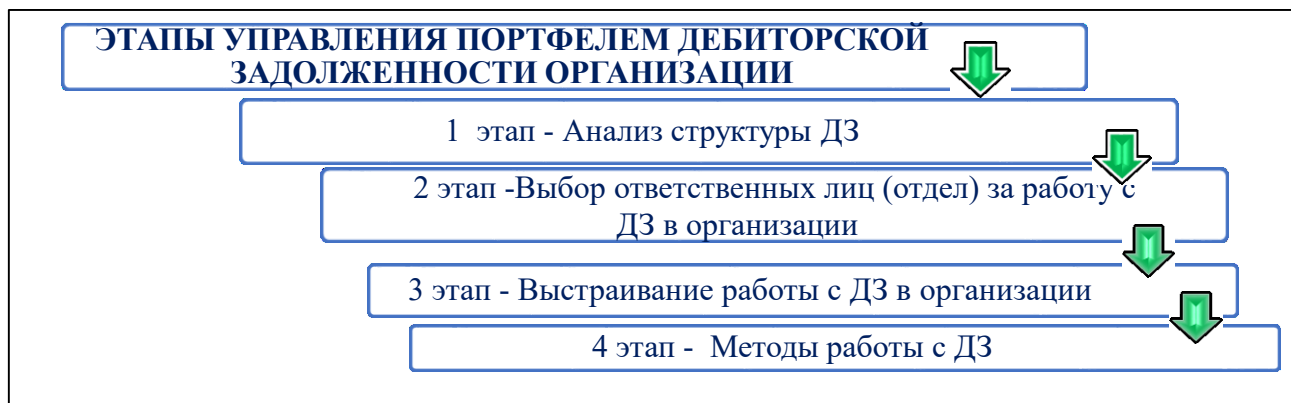 ЭТАПЫ УПРАВЛЕНИЯ ПОРТФЕЛЕМ ДЕБИТОРСКОЙ
ЗАДОЛЖЕННОСТИ ОРГАНИЗАЦИИ
1 этап - Анализ структуры ДЗ
2 этап -Выбор ответственных лиц (отдел) за работу с
ДЗ в организации
3 этап - Выстраивание работы с ДЗ в организации
4 этап - Методы работы с ДЗ